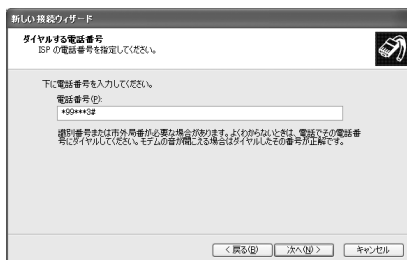 新しい接続ウィザード
ダイヤルする電話番号
ISP の電話番号を指定してください。
下に電話番号を入力してください。
電話番号(P):
*99***3#
識別番号または市外局番が必要な場合があります。よくわからないときは、電話でその電話番
号にダイヤルしてください。モデムの音が聞こえる場合はダイヤルしたその番号が正解です。
< 戻る(B)
次へ(N) >
キャンセル